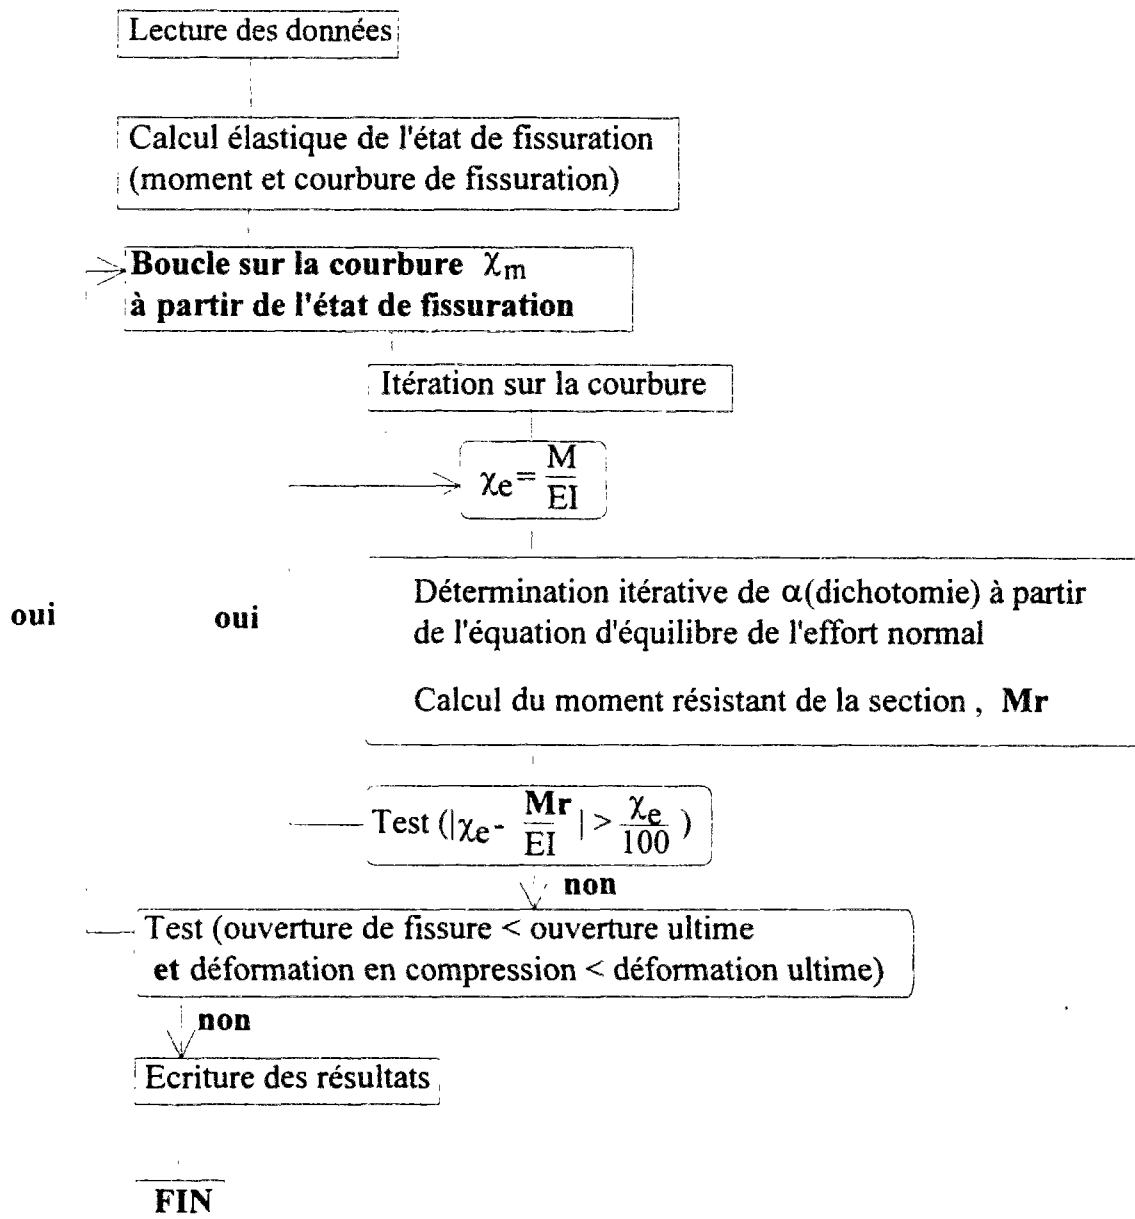 Lecture des données
Calcul élastique de l'état de fissuration
(moment et courbure de fissuration)
Boucle sur la courbure χm
à partir de l'état de fissuration
Itération sur la courbure
χe = M/EI
Détermination itérative de α(dichotomie) à partir
de l'équation d'équilibre de l'effort normal
oui oui
Calcul du moment résistant de la section , Mr
Test (|χe - Mr/EI | > χe/100 )
non
Test (ouverture de fissure < ouverture ultime
et déformation en compression < déformation ultime)
non
Ecriture des résultats
FIN